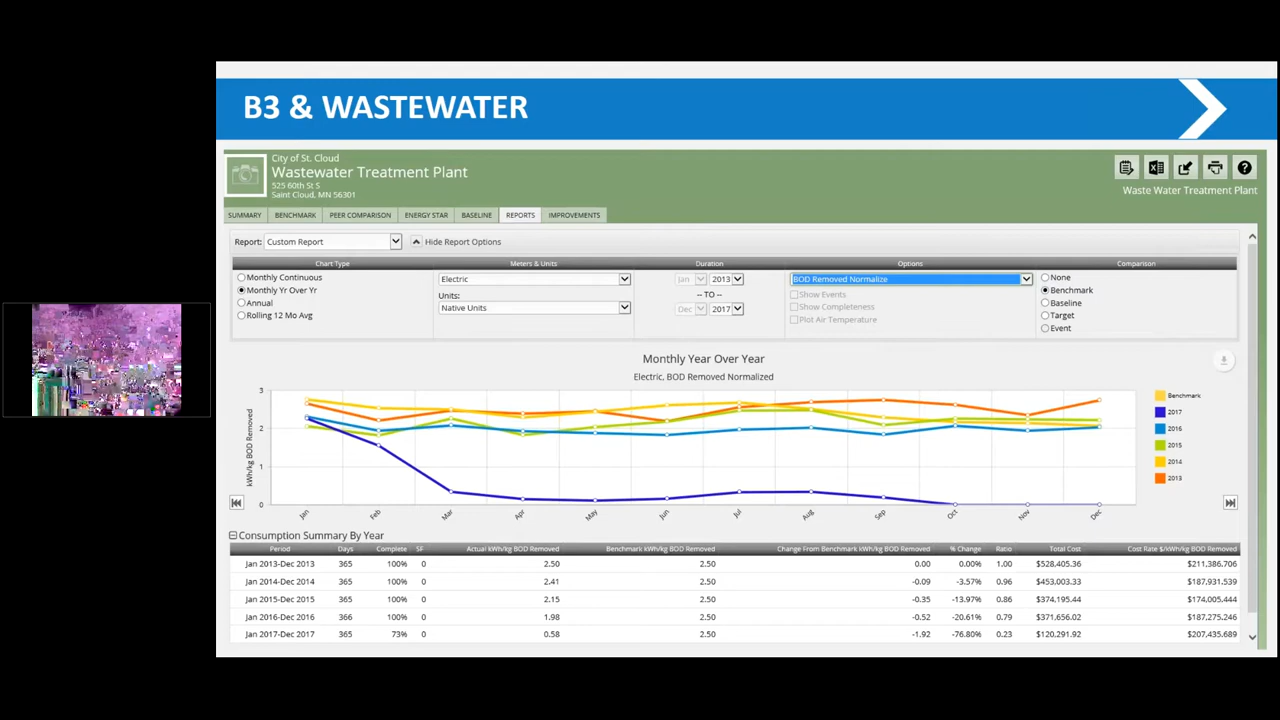 B3 & WASTEWATER
City of St. Cloud
Wastewater Treatment Plant
525 60th St S
Saint Cloud, MN 56301
Waste Water Treatment Plant
SUMMARY BENCHMARK PEER COMPARISON ENERGY STAR BASELINE REPORTS IMPROVEMENTS
Report: Custom Report Hide Report Options
Chart Type Meters & Units Duration Options Comparison
Monthly Continuous Electric Jan 2013 BOD Removed Normalize None
Monthly Yr Over Yr Units: -- TO -- Show Events Benchmark
Annual Native Units Dec 2017 Show Completeness Baseline
Rolling 12 Mo Avg Plot Air Temperature Target
Event
Monthly Year Over Year
Electric, BOD Removed Normalized
kWh/kg BOD Removed
3
2
1
0
Jan Feb Mar Apr May Jun Jul Aug Sep Oct Nov Dec
Benchmark
2017
2016
2015
2014
2013
Consumption Summary By Year
Period Days Complete SF Actual kWh/kg BOD Removed Benchmark kWh/kg BOD Removed Change From Benchmark kWh/kg BOD Removed % Change Ratio Total Cost Cost Rate $/kWh/kg BOD Removed
Jan 2013-Dec 2013 365 100% 0 2.50 2.50 0.00 0.00% 1.00 $528,405.36 $211,386.706
Jan 2014-Dec 2014 365 100% 0 2.41 2.50 -0.09 -3.57% 0.96 $453,003.33 $187,931.539
Jan 2015-Dec 2015 365 100% 0 2.15 2.50 -0.35 -13.97% 0.86 $374,195.44 $174,005.444
Jan 2016-Dec 2016 366 100% 0 1.98 2.50 -0.52 -20.61% 0.79 $371,656.02 $187,275.246
Jan 2017-Dec 2017 365 73% 0 0.58 2.50 -1.92 -76.80% 0.23 $120,291.92 $207,435.689